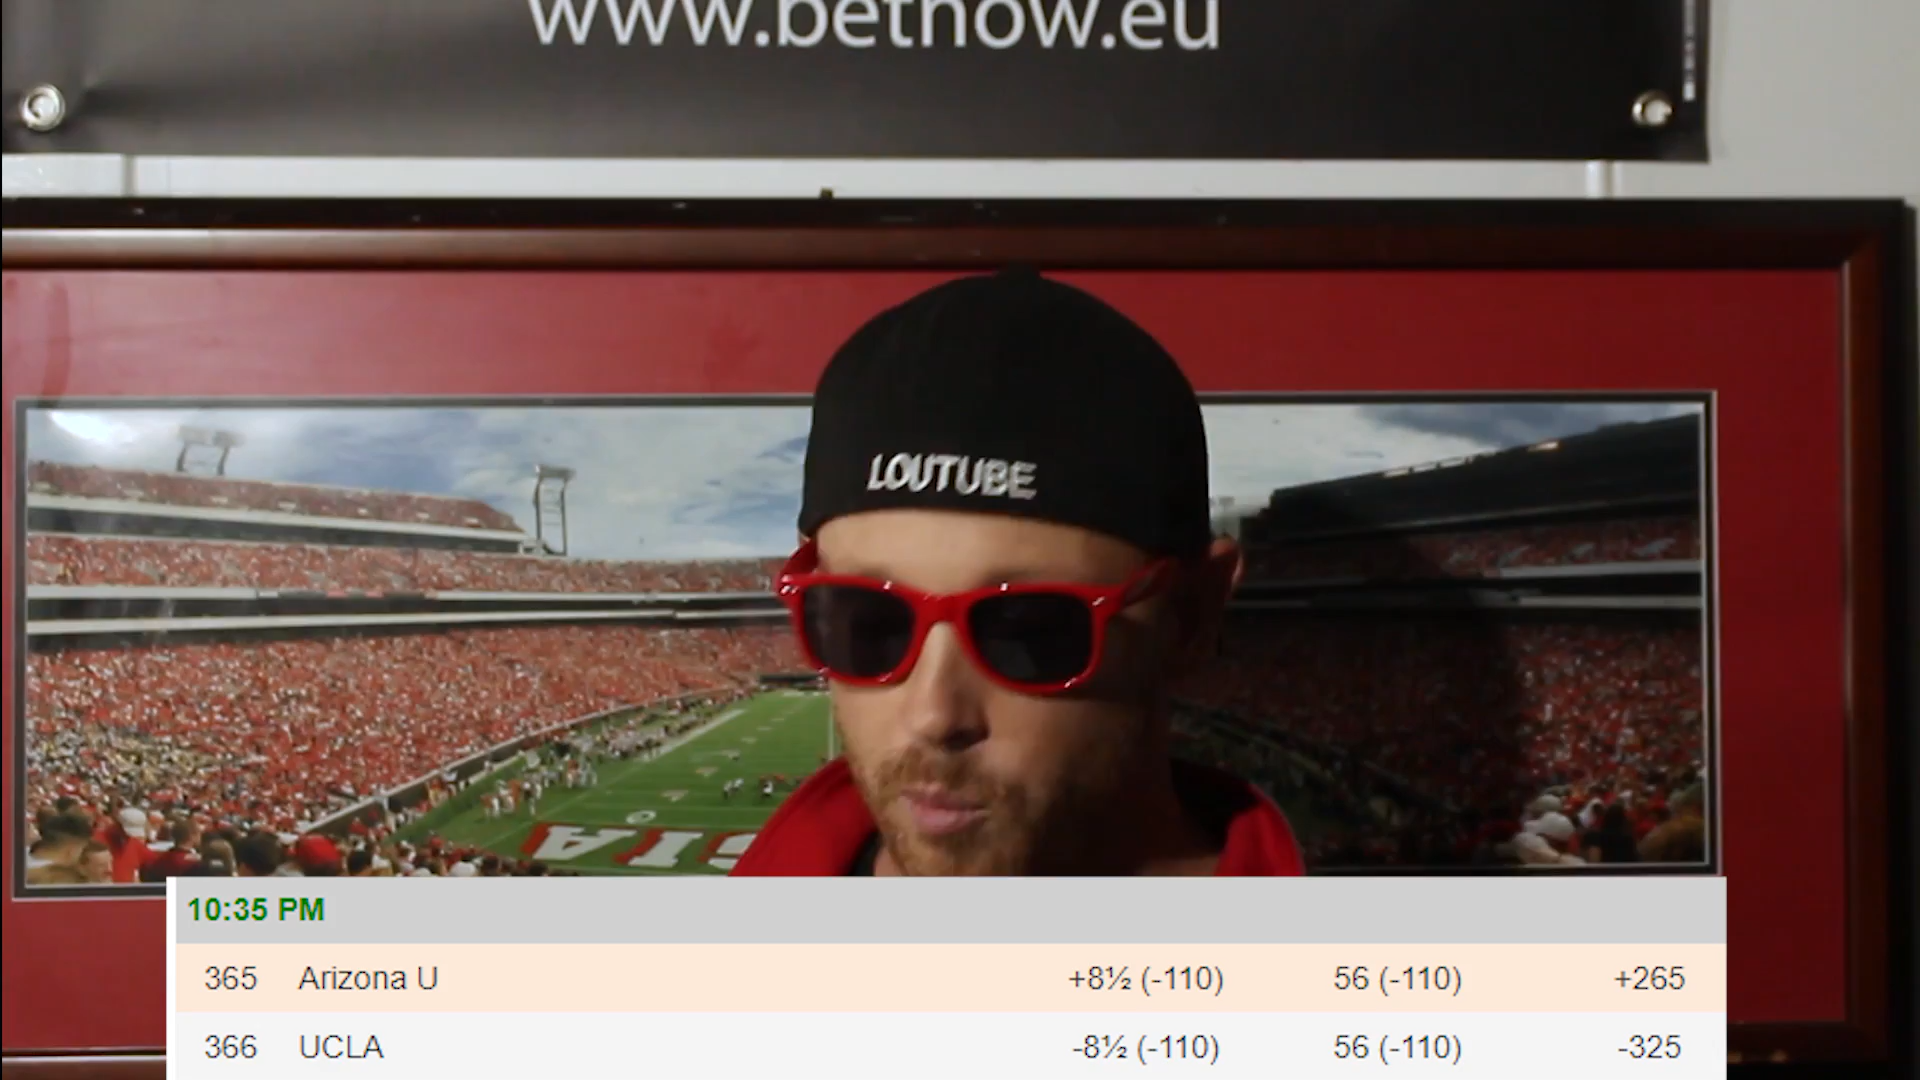 www.betnow.eu
LOUTUBE
GIA
10:35 PM
365 Arizona U +8½ (-110) 56 (-110) +265
366 UCLA -8½ (-110) 56 (-110) -325